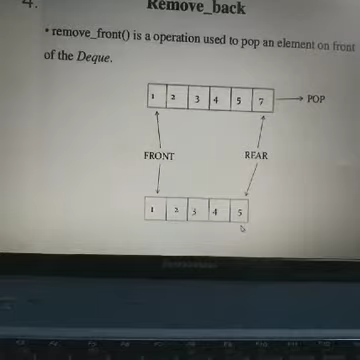 4.
Remove_back
• remove_front() is a operation used to pop an element on front
of the Deque.
1 2 3 4 5 7 POP
FRONT REAR
1 2 3 4 5